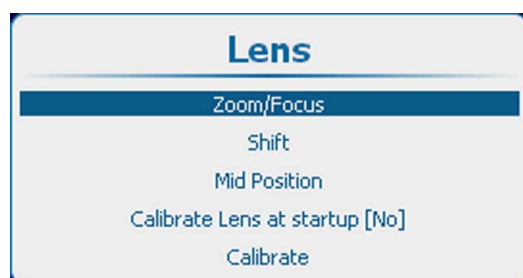 Lens
Zoom/Focus
Shift
Mid Position
Calibrate Lens at startup [No]
Calibrate